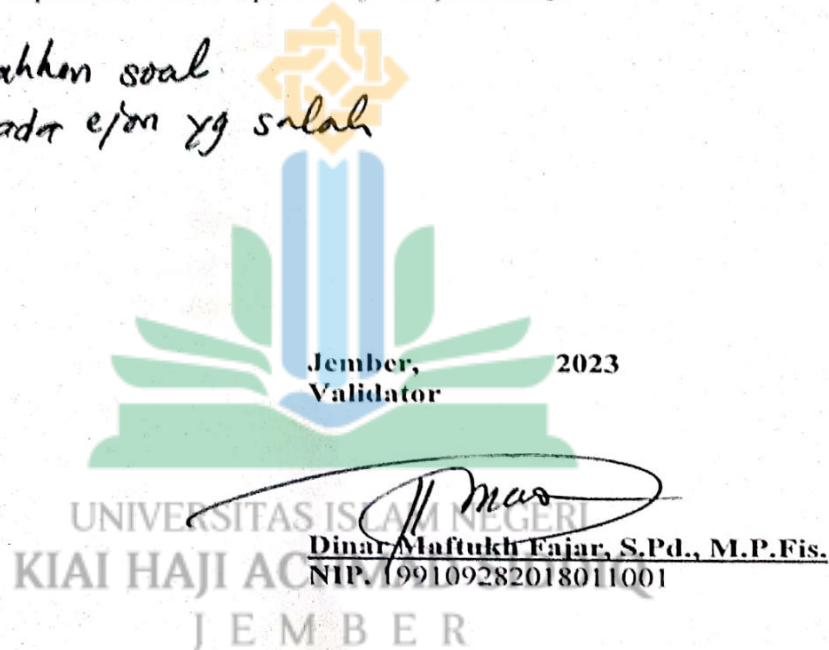 soal
ada ejan yg salah
Jember, 2023
Validator
UNIVERSITAS ISLAM NEGERI
Dinar Maftukh Fajar, S.Pd., M.P.Fis.
KIAI HAJI ACHMAD SIDDIQ
NIP. 199109282018011001
JEMBER